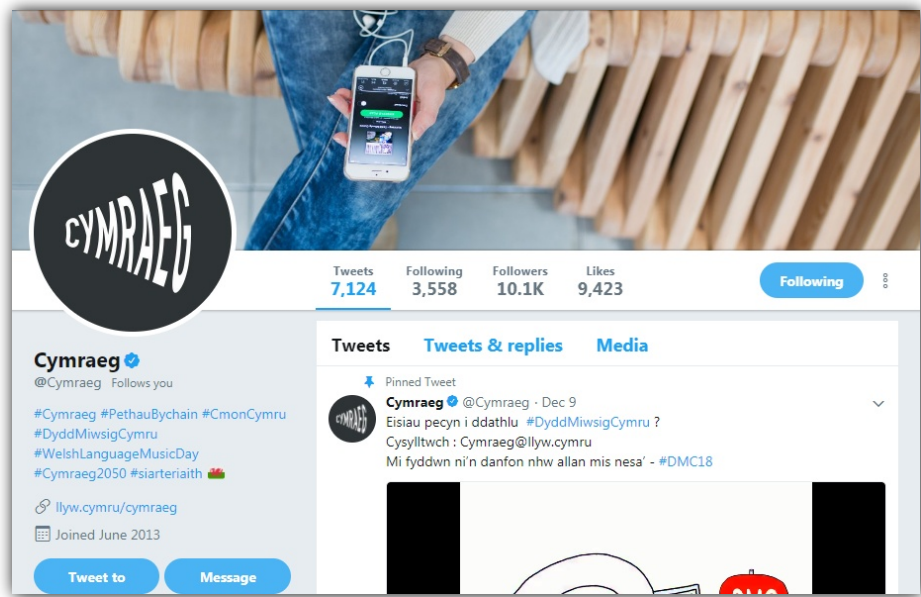 CYMRAEG
Tweets Following Followers Likes
7,124 3,558 10.1K 9,423
Following
Cymraeg
@Cymraeg Follows you
#Cymraeg #PethauBychain #CmonCymru
#DyddMiwsigCymru
#WelshLanguageMusicDay
#Cymraeg2050 #siarteriaith
llyw.cymru/cymraeg
Joined June 2013
Tweet to Message
Tweets Tweets & replies Media
Pinned Tweet
CYMRAEG
Cymraeg @Cymraeg · Dec 9
Eisiau pecyn i ddathlu #DyddMiwsigCymru ?
Cysylltwch : Cymraeg@llyw.cymru
Mi fyddwn ni'n danfon nhw allan mis nesa' - #DMC18